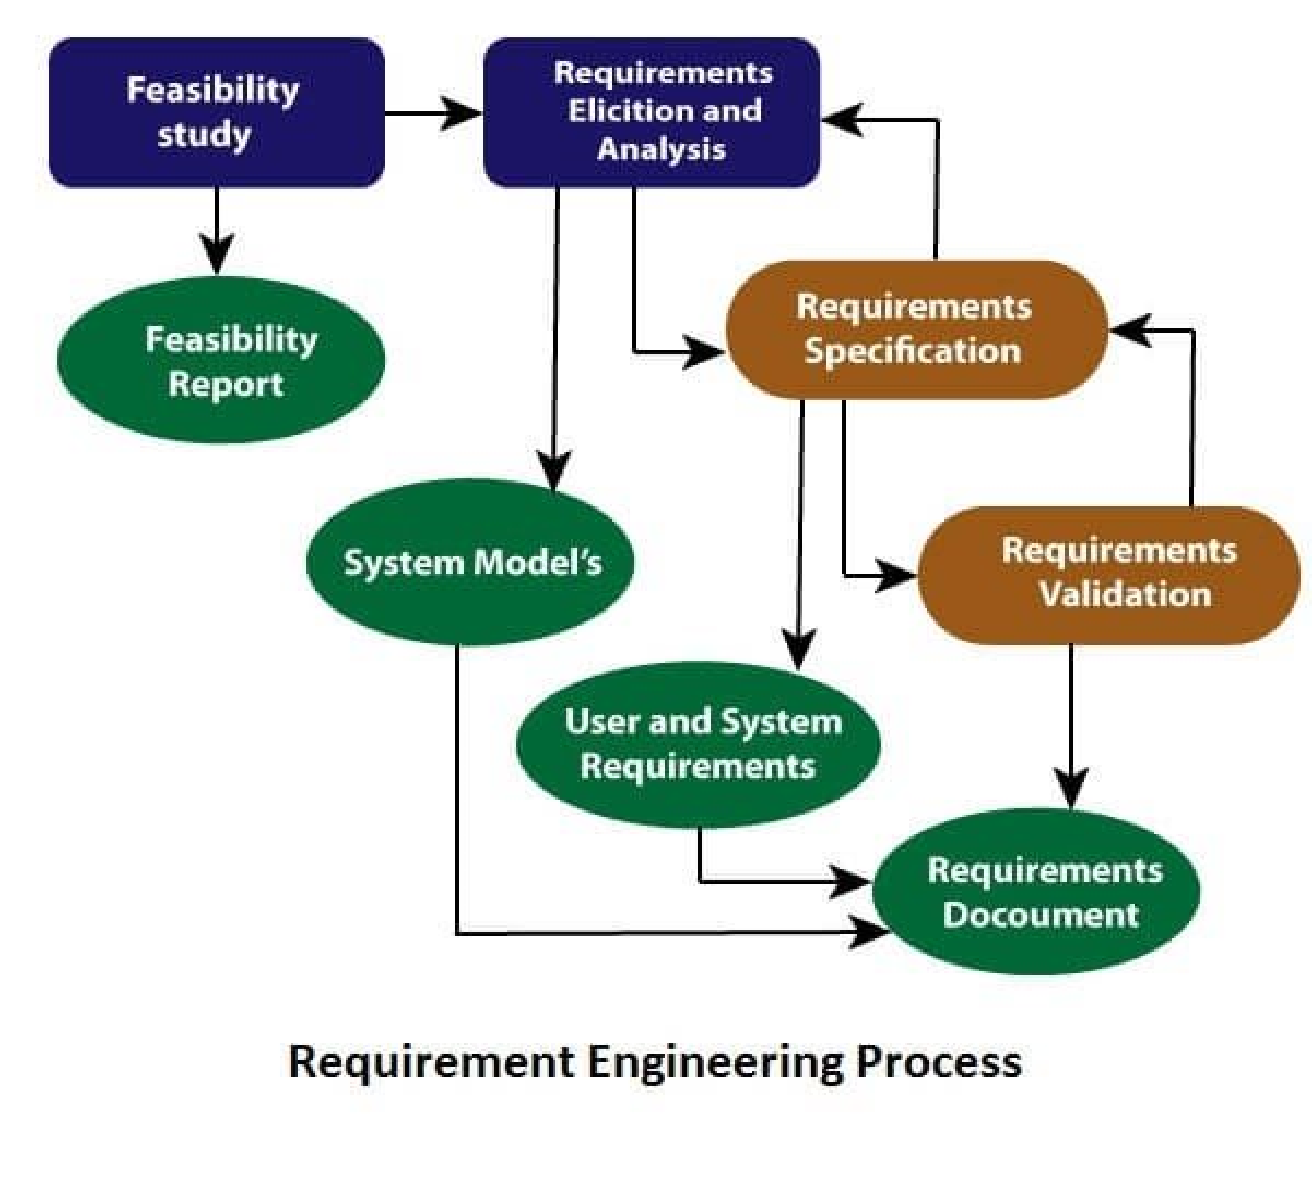 Feasibility
study
Requirements
Elicition and
Analysis
Requirements
Specification
Feasibility
Report
System Model's
Requirements
Validation
User and System
Requirements
Requirements
Docoument
Requirement Engineering Process